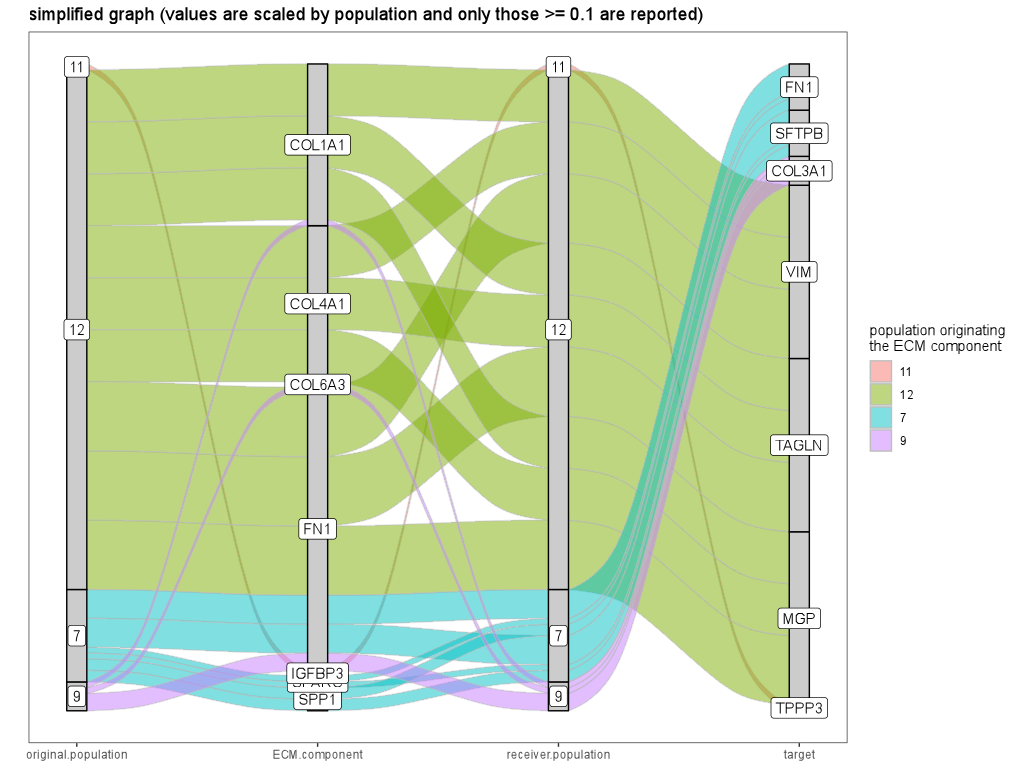 simplified graph (values are scaled by population and only those >= 0.1 are reported)
11
12
7
9
COL1A1
COL4A1
COL6A3
FN1
IGFBP3
SPP1
11
12
7
9
FN1
SFTPB
COL3A1
VIM
TAGLN
MGP
TPPP3
original.population
ECM.component
receiver.population
target
population originating
the ECM component
11
12
7
9